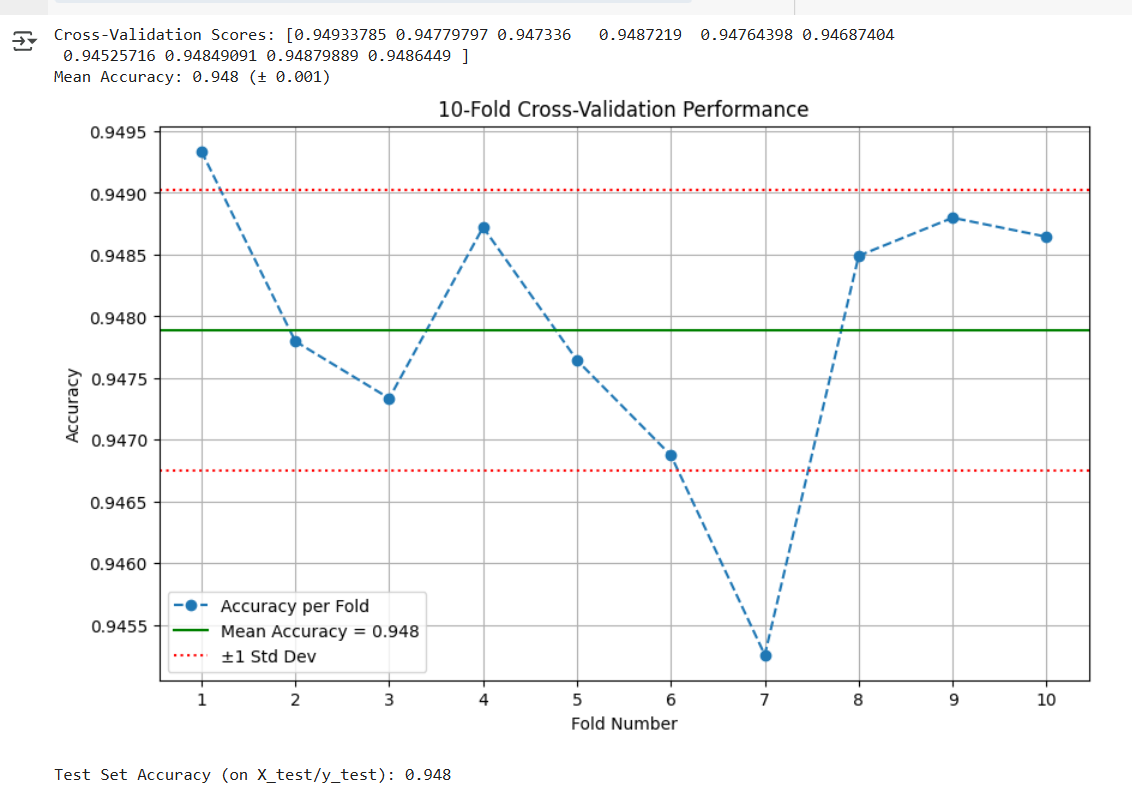 Cross-Validation Scores: [0.94933785 0.94779797 0.947336   0.9487219  0.94764398 0.94687404
 0.94525716 0.94849091 0.94879889 0.9486449 ]
Mean Accuracy: 0.948 (± 0.001)
10-Fold Cross-Validation Performance
0.9495
0.9490
0.9485
0.9480
0.9475
0.9470
0.9465
0.9460
0.9455
Accuracy
Accuracy per Fold
Mean Accuracy = 0.948
±1 Std Dev
1 2 3 4 5 6 7 8 9 10
Fold Number
Test Set Accuracy (on X_test/y_test): 0.948